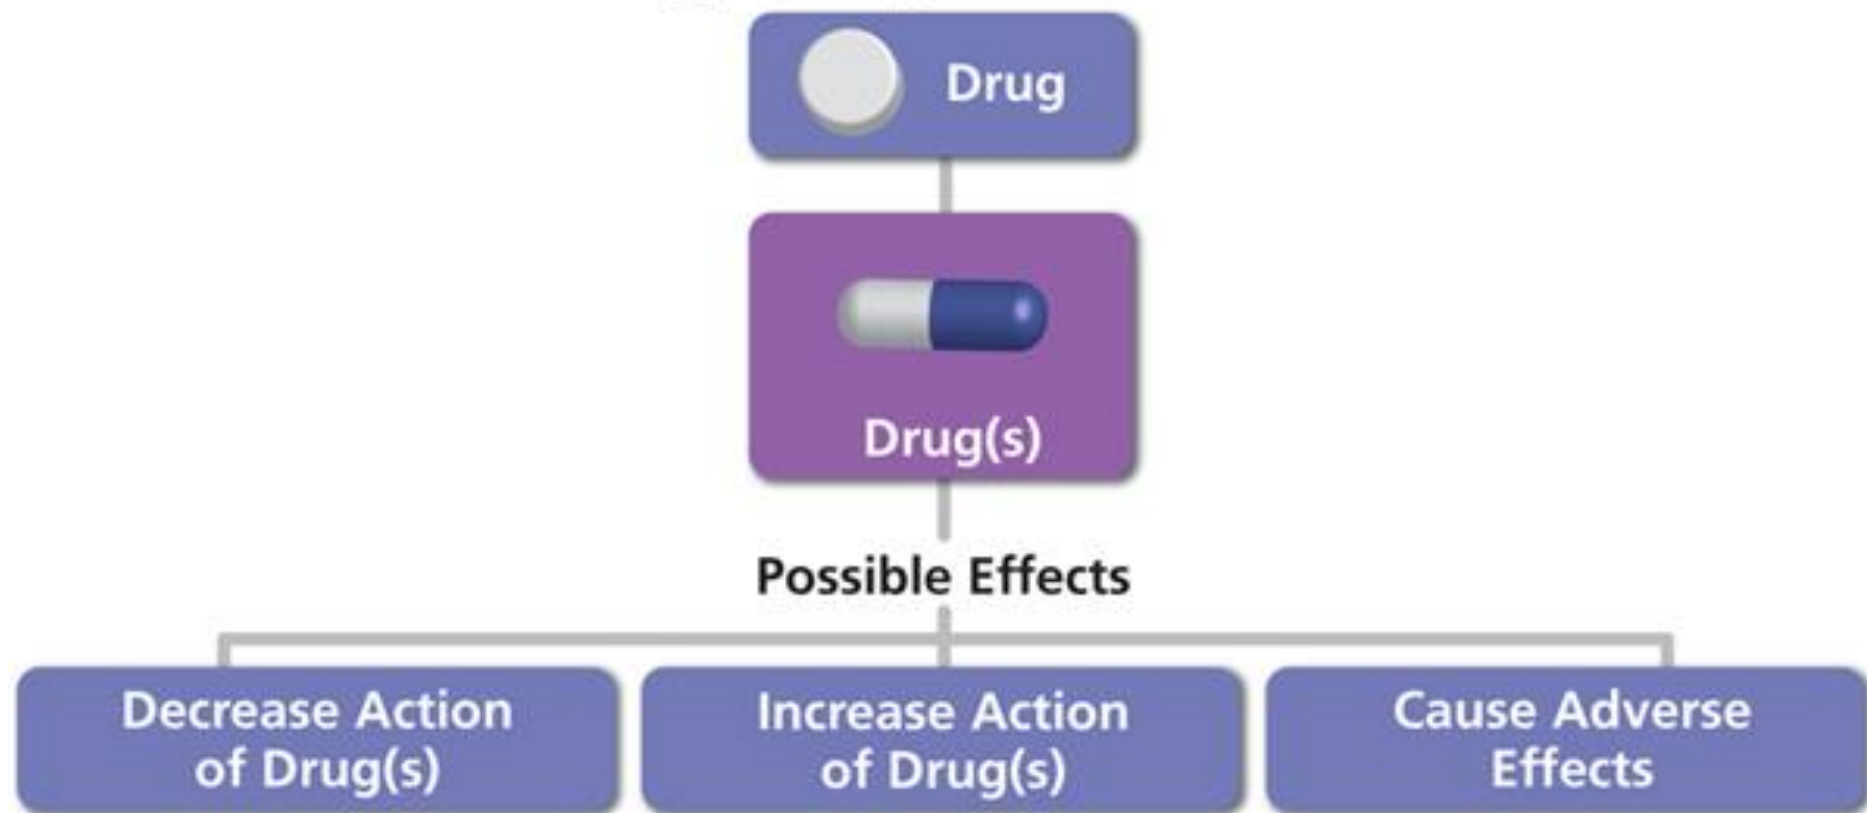 Drug
Drug(s)
Possible Effects
Decrease Action
of Drug(s)
Increase Action
of Drug(s)
Cause Adverse
Effects